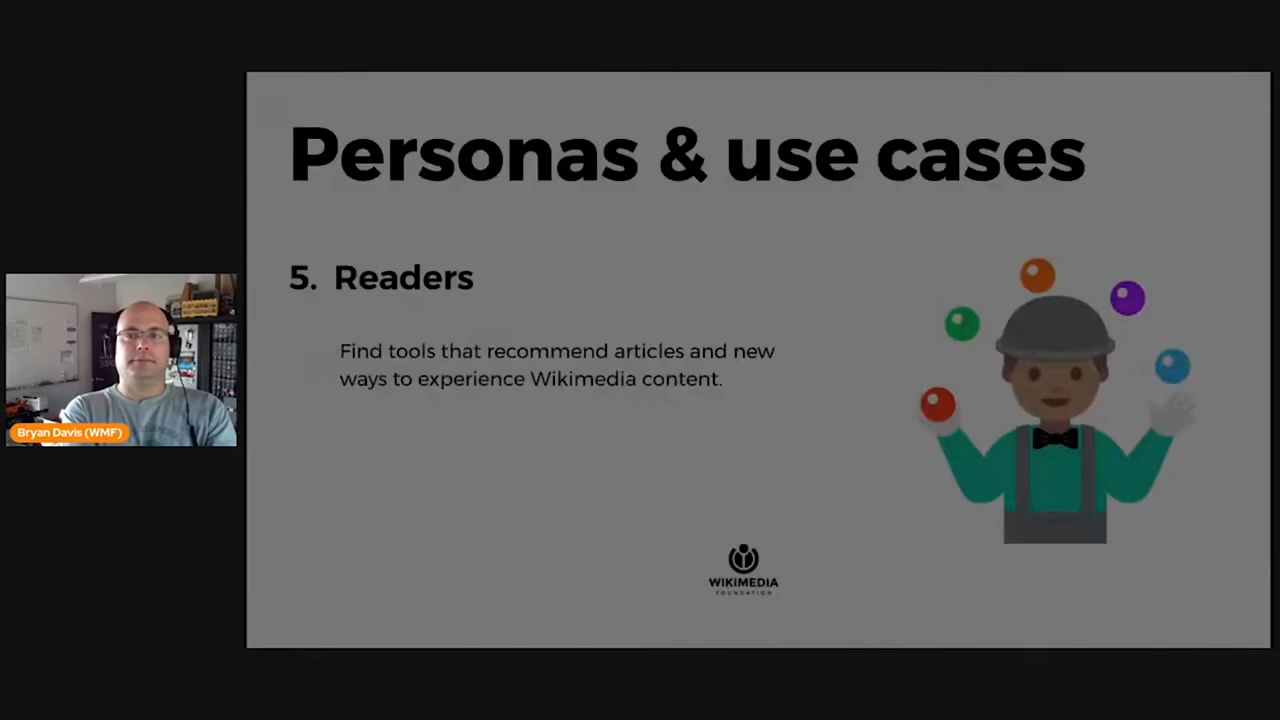 Personas & use cases
5. Readers
Find tools that recommend articles and new
ways to experience Wikimedia content.
Bryan Davis (WMF)
WIKIMEDIA
FOUNDATION